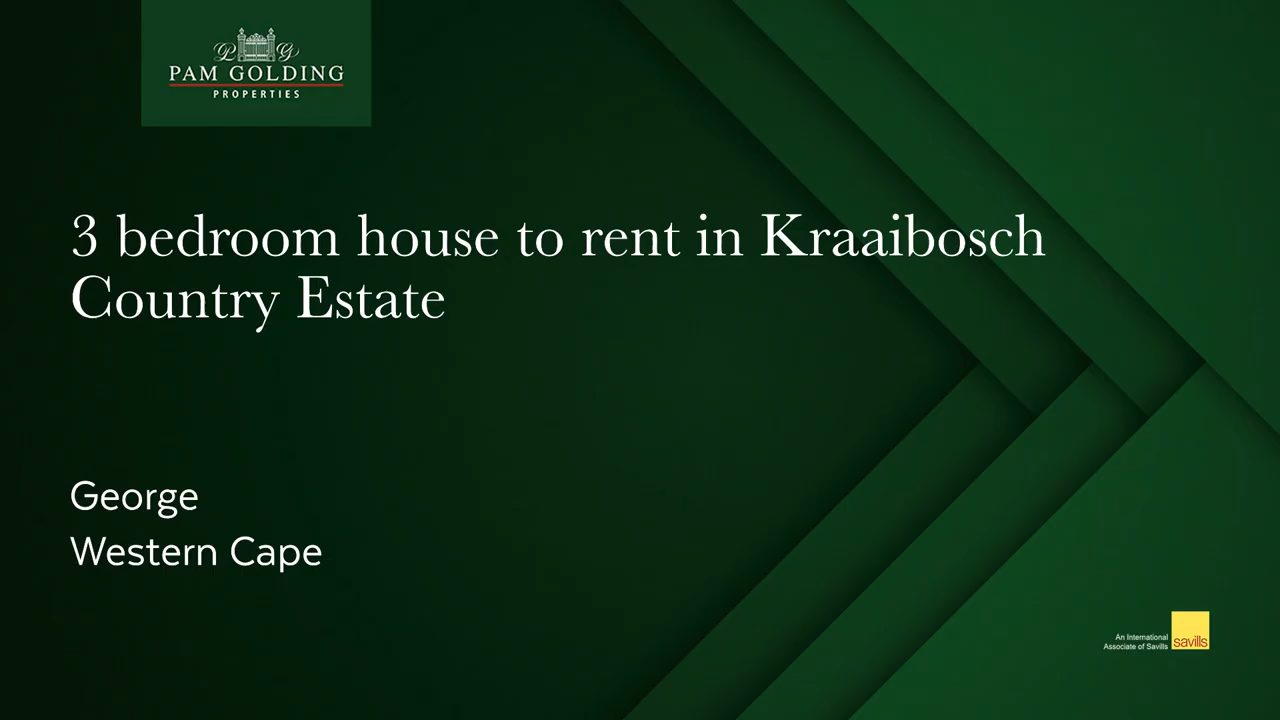 P G
PAM GOLDING
PROPERTIES
3 bedroom house to rent in Kraaibosch
Country Estate
George
Western Cape
An International
Associate of Savills
savills